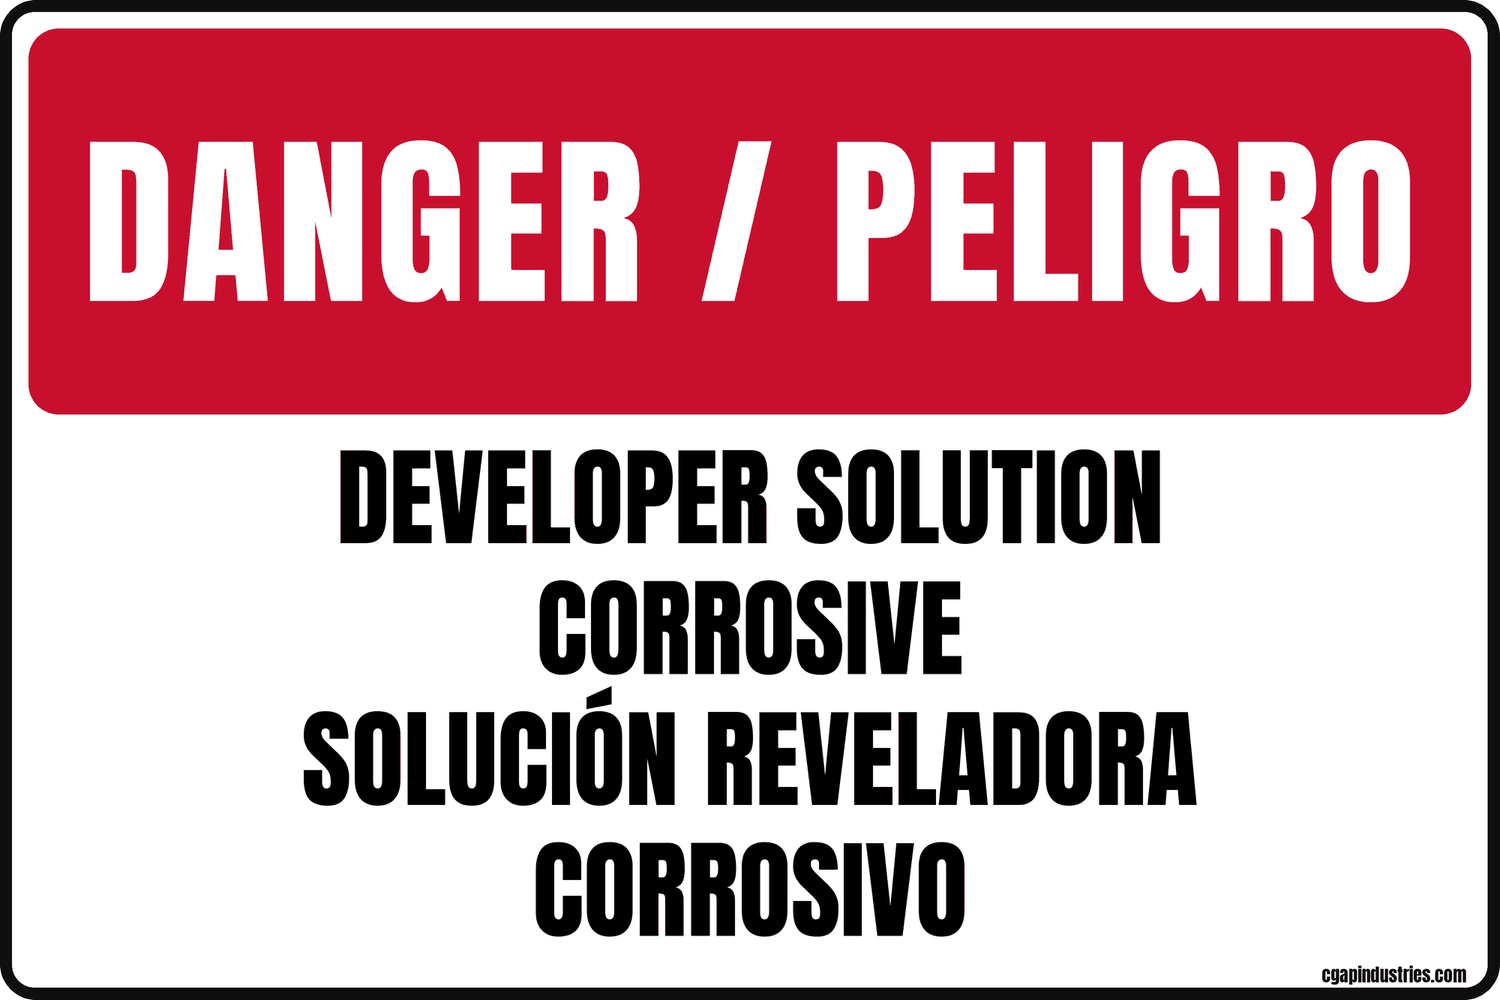 DANGER / PELIGRO
DEVELOPER SOLUTION
CORROSIVE
SOLUCIÓN REVELADORA
CORROSIVO
cgapindustries.com